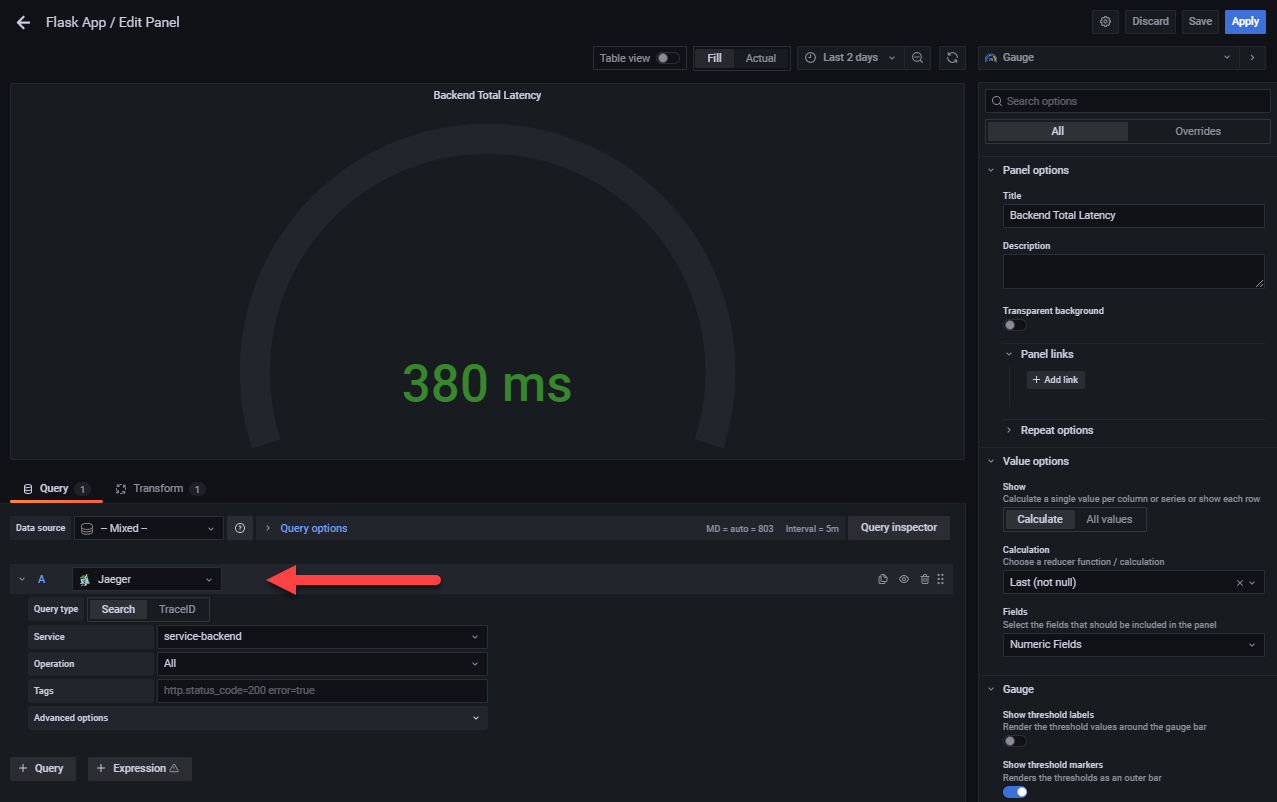 Flask App / Edit Panel
Discard
Save
Apply
Table view
Fill
Actual
Last 2 days
Gauge
Backend Total Latency
380 ms
Search options
All
Overrides
Panel options
Title
Backend Total Latency
Description
Transparent background
Panel links
+ Add link
Repeat options
Value options
Show
Calculate a single value per column or series or show each row
Calculate
All values
Calculation
Choose a reducer function / calculation
Last (not null)
Fields
Select the fields that should be included in the panel
Numeric Fields
Gauge
Show threshold labels
Render the threshold values around the gauge bar
Show threshold markers
Renders the thresholds as an outer bar
Query 1
Transform 1
Data source
-- Mixed --
Query options
MD = auto = 803
Interval = 5m
Query inspector
A
Jaeger
Query type
Search
TraceID
Service
service-backend
Operation
All
Tags
http.status_code=200 error=true
Advanced options
+ Query
+ Expression